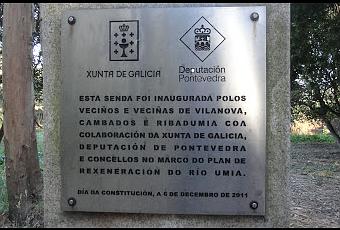 XUNTA DE GALICIA
Deputación
Pontevedra
ESTA SENDA FOI INAUGURADA POLOS
VECIÑOS E VECIÑAS DE VILANOVA,
CAMBADOS E RIBADUMIA COA
COLABORACIÓN DA XUNTA DE GALICIA,
DEPUTACIÓN DE PONTEVEDRA
E CONCELLOS NO MARCO DO PLAN DE
REXENERACIÓN DO RÍO UMIA.
DÍA DA CONSTITUCIÓN, A 6 DE DECEMBRO DE 2011